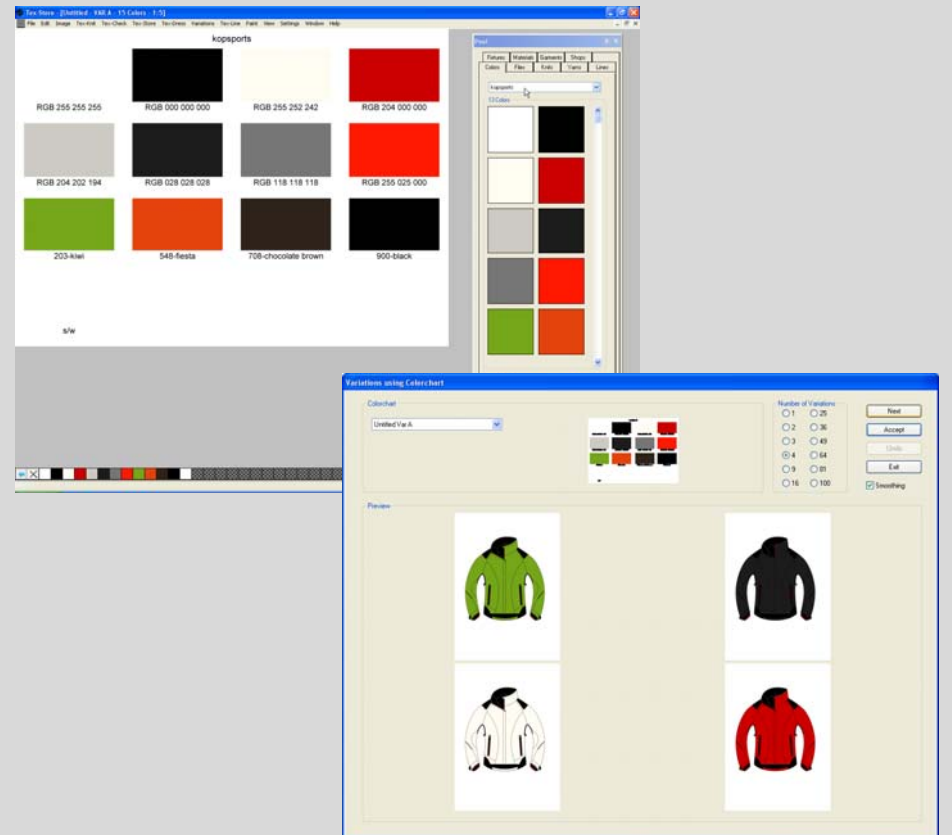 Tex-Store - [Untitled - VAR.A - 15 Colors - 1:5]
File Edit Image Tex-Knit Tex-Check Tex-Store Tex-Dress Variations Tex-Line Paint View Settings Window Help
kopsports
RGB 255 255 255 RGB 000 000 000 RGB 255 252 242 RGB 204 000 000
RGB 204 202 194 RGB 028 028 028 RGB 118 118 118 RGB 255 025 000
203-kiwi 548-fiesta 708-chocolate brown 900-black
s/w
Pool
Fixtures Materials Garments Shops
Colors Files Knits Yarns Lines
kopsports
13 Colors
Variations using Colorchart
Colorchart
Untitled Var.A
Number of Variations
1 25
2 36
3 49
4 64
9 81
16 100
Next
Accept
Undo
Exit
Smoothing
Preview